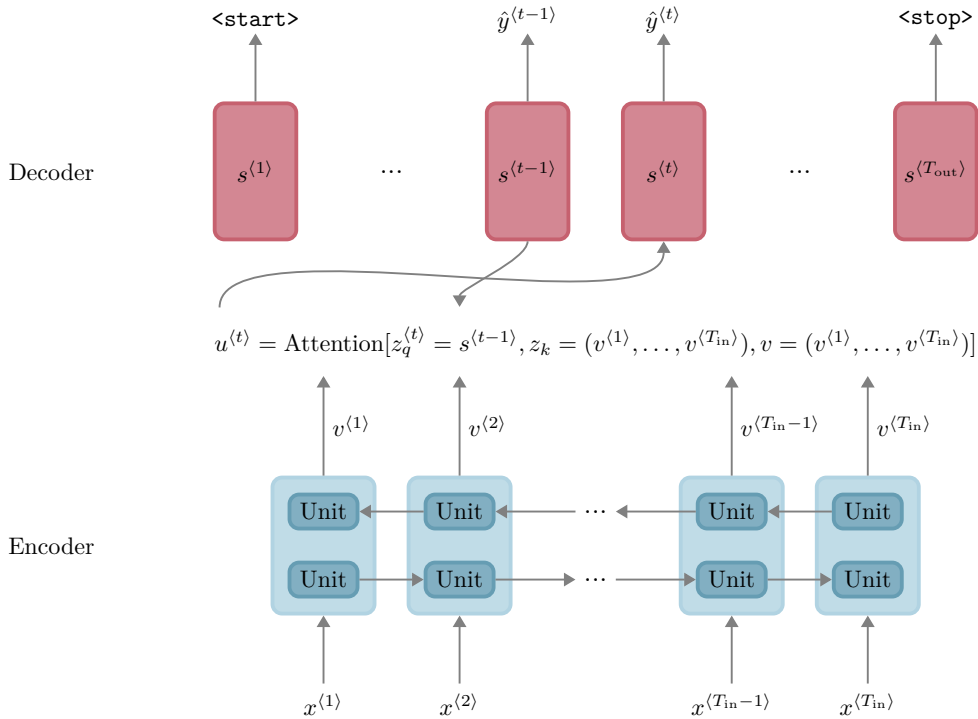 <start> ŷ⟨t−1⟩ ŷ⟨t⟩ <stop>
Decoder s⟨1⟩ ... s⟨t−1⟩ s⟨t⟩ ... s⟨T_out⟩
u⟨t⟩ = Attention[z_q⟨t⟩ = s⟨t−1⟩, z_k = (v⟨1⟩, . . . , v⟨T_in⟩), v = (v⟨1⟩, . . . , v⟨T_in⟩)]
v⟨1⟩ v⟨2⟩ v⟨T_in−1⟩ v⟨T_in⟩
Unit Unit ... Unit Unit
Encoder
Unit Unit ... Unit Unit
x⟨1⟩ x⟨2⟩ x⟨T_in−1⟩ x⟨T_in⟩